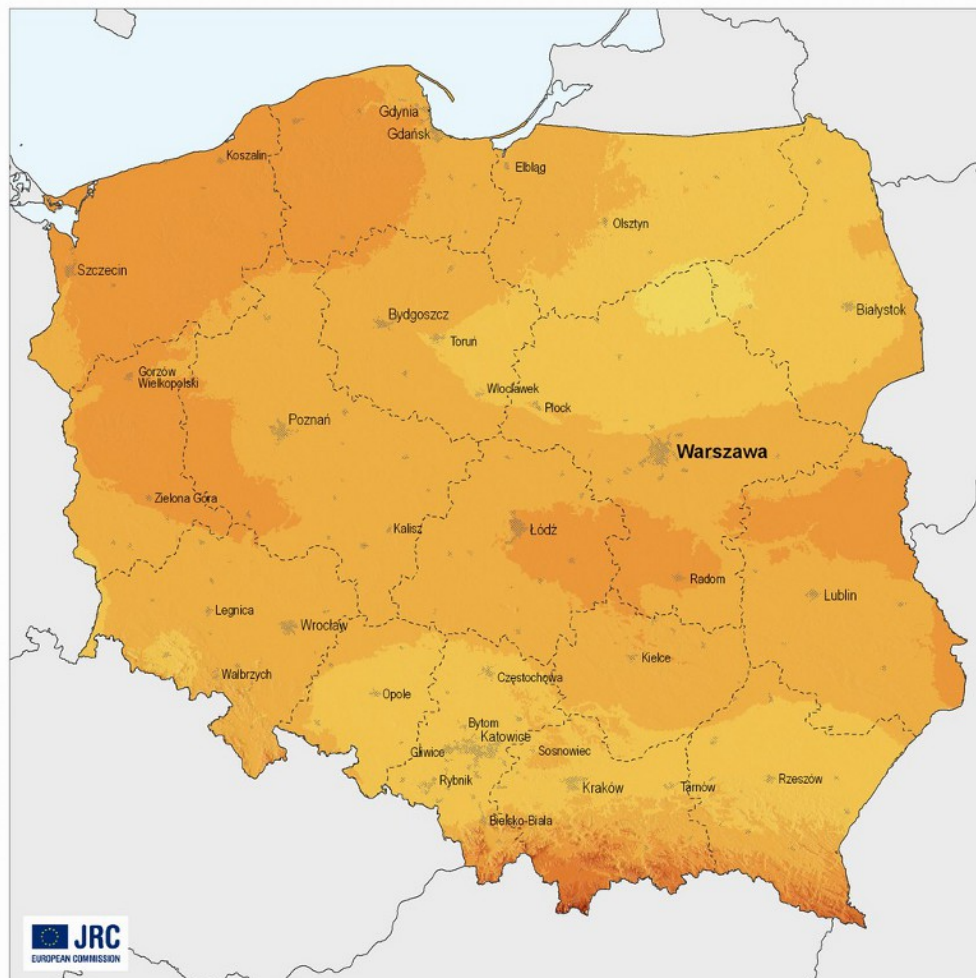 Gdynia
Gdańsk
Koszalin
Elbląg
Olsztyn
Szczecin
Białystok
Bydgoszcz
Toruń
Gorzów
Wielkopolski
Włocławek
Płock
Poznań
Warszawa
Zielona Góra
Kalisz
Łódź
Radom
Lublin
Legnica
Wrocław
Kielce
Wałbrzych
Częstochowa
Opole
Bytom
Katowice
Gliwice
Sosnowiec
Rybnik
Kraków
Tarnów
Rzeszów
Bielsko-Biała
JRC
EUROPEAN COMMISSION